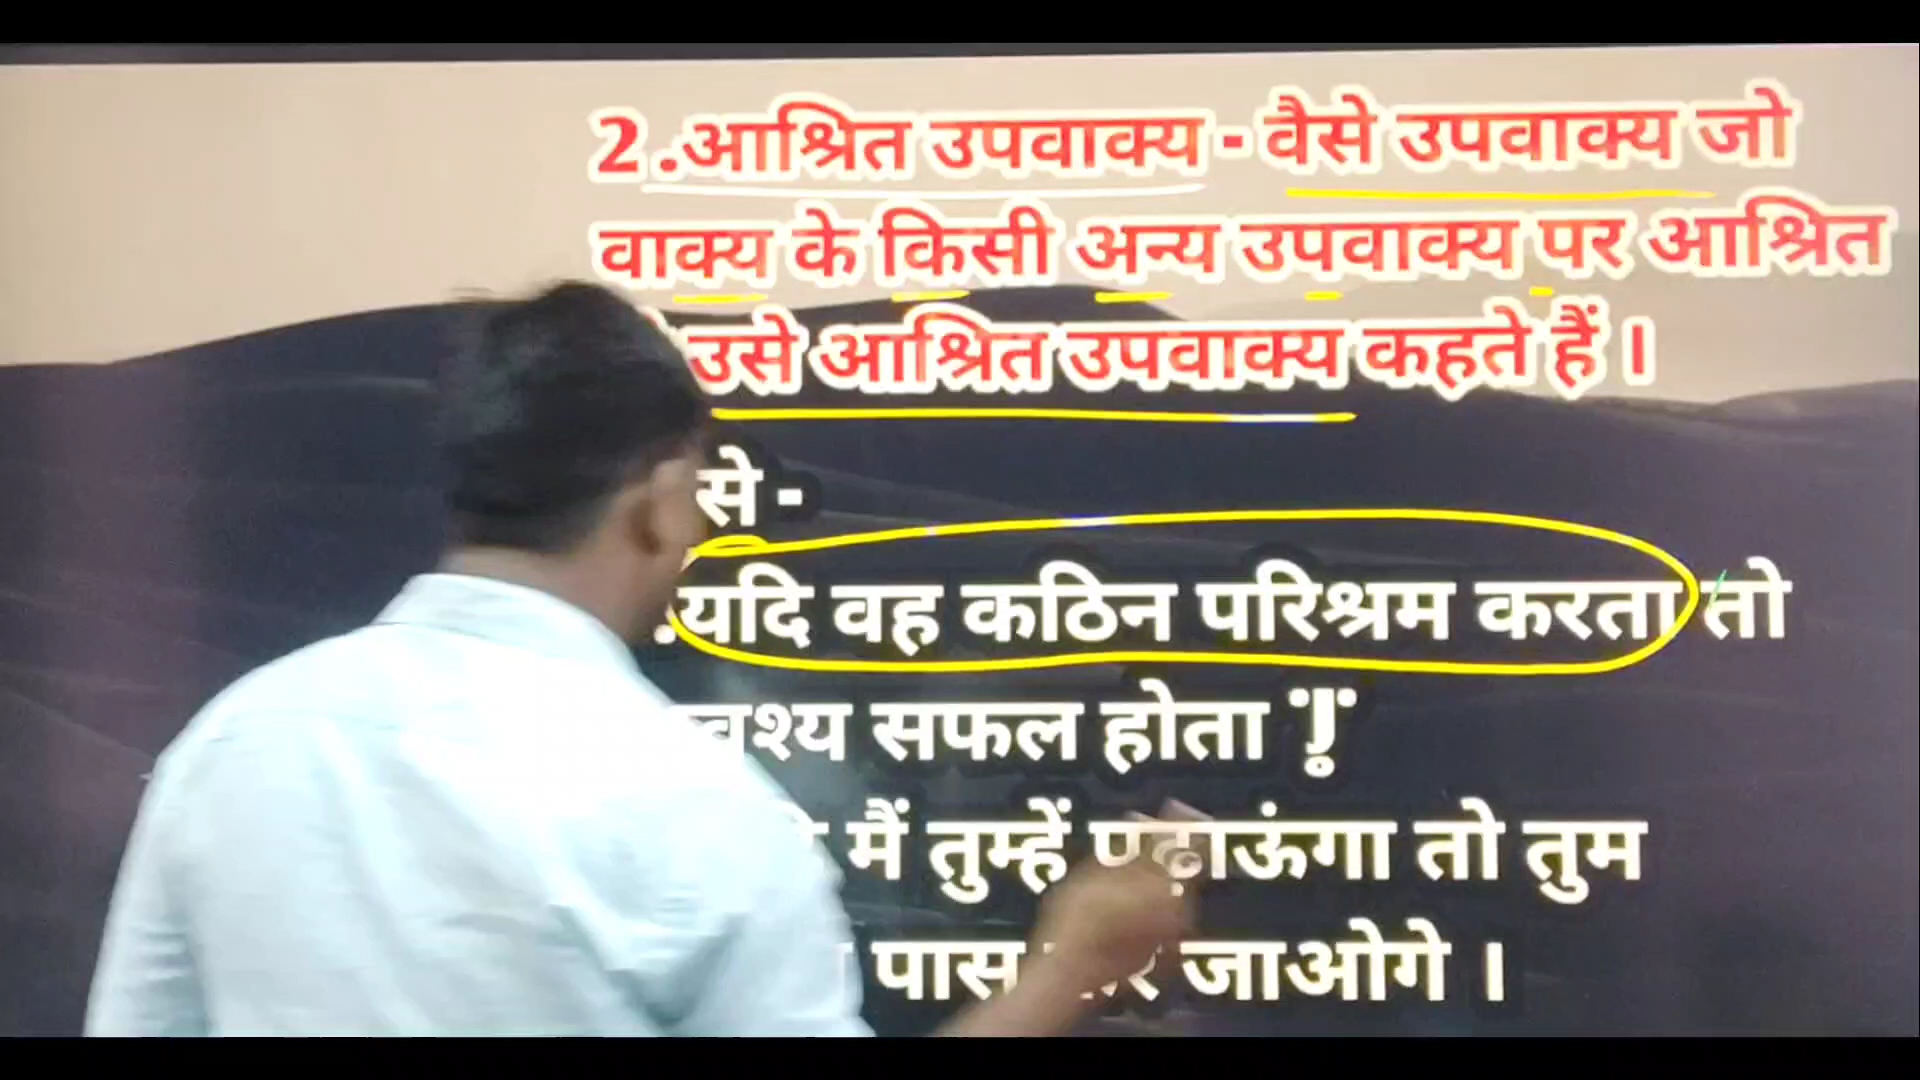 2.आश्रित उपवाक्य - वैसे उपवाक्य जो
वाक्य के किसी अन्य उपवाक्य पर आश्रित
उसे आश्रित उपवाक्य कहते हैं ।
यदि वह कठिन परिश्रम करता तो
सफल होता
मैं तुम्हें पढ़ाऊंगा तो तुम
पास जाओगे ।